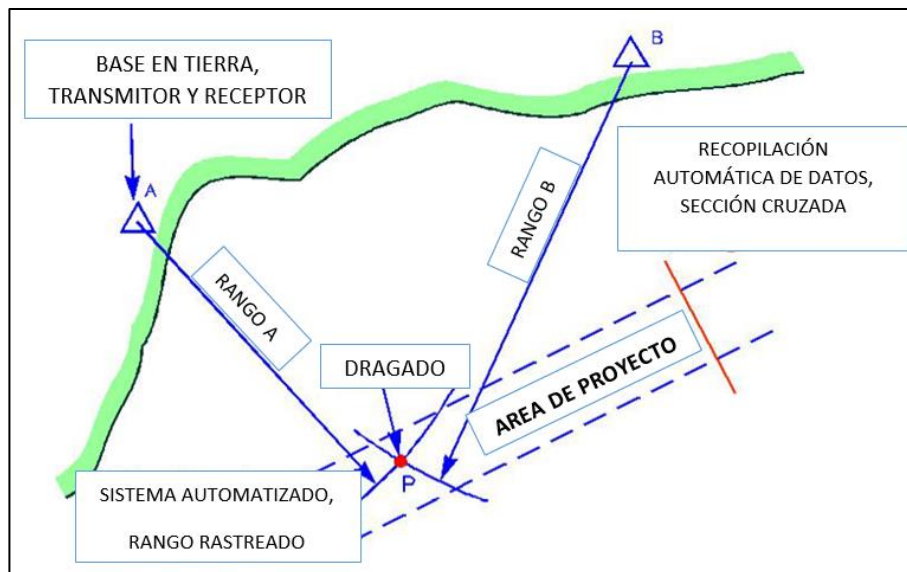 BASE EN TIERRA,
TRANSMITOR Y RECEPTOR
B
A
RECOPILACIÓN
AUTOMÁTICA DE DATOS,
SECCIÓN CRUZADA
RANGO B
RANGO A
DRAGADO
AREA DE PROYECTO
P
SISTEMA AUTOMATIZADO,
RANGO RASTREADO